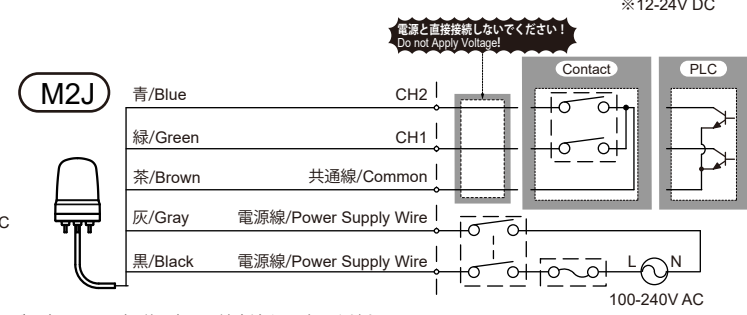 ※12-24V DC
電源と直接接続しないでください!
Do not Apply Voltage!
Contact
PLC
M2J
青/Blue
CH2
緑/Green
CH1
茶/Brown
共通線/Common
灰/Gray
電源線/Power Supply Wire
C
黒/Black
電源線/Power Supply Wire
L
N
100-240V AC